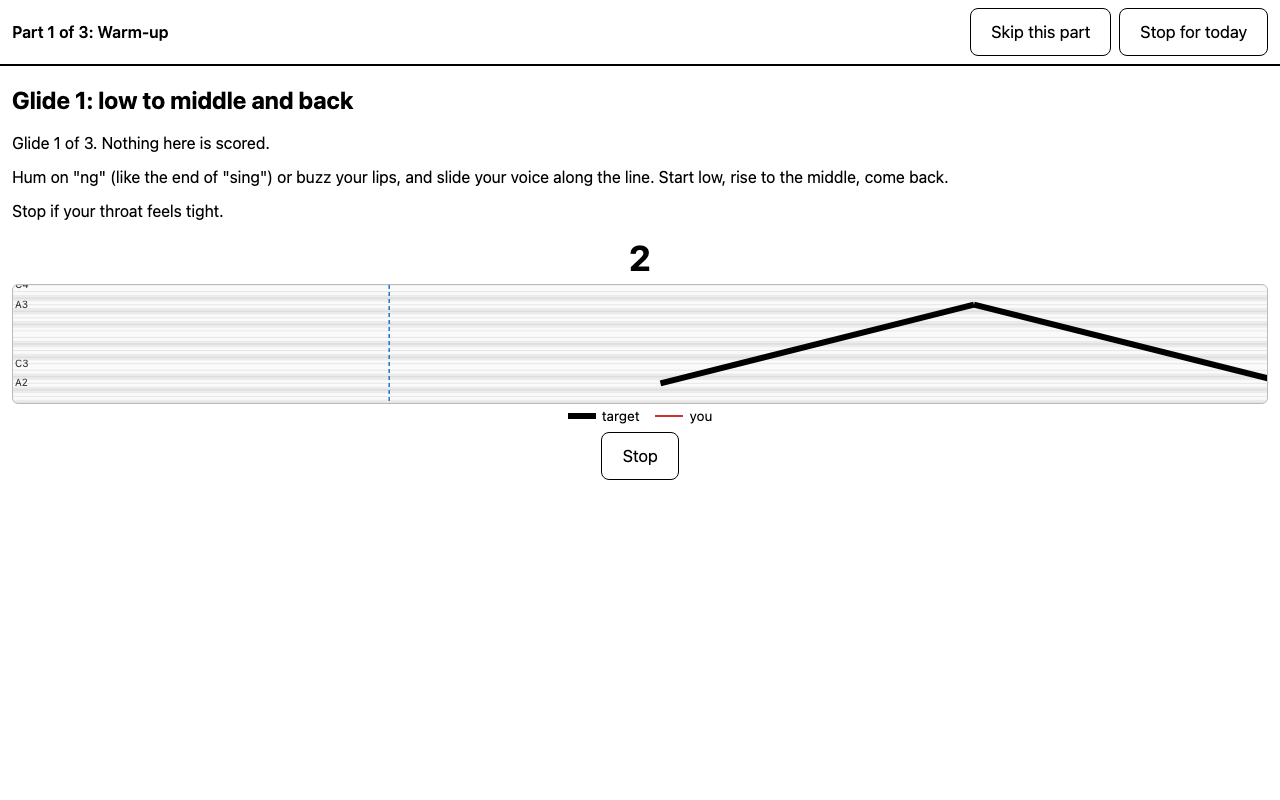 Part 1 of 3: Warm-up
Skip this part
Stop for today
Glide 1: low to middle and back
Glide 1 of 3. Nothing here is scored.
Hum on "ng" (like the end of "sing") or buzz your lips, and slide your voice along the line. Start low, rise to the middle, come back.
Stop if your throat feels tight.
2
A3
C3
A2
target
you
Stop